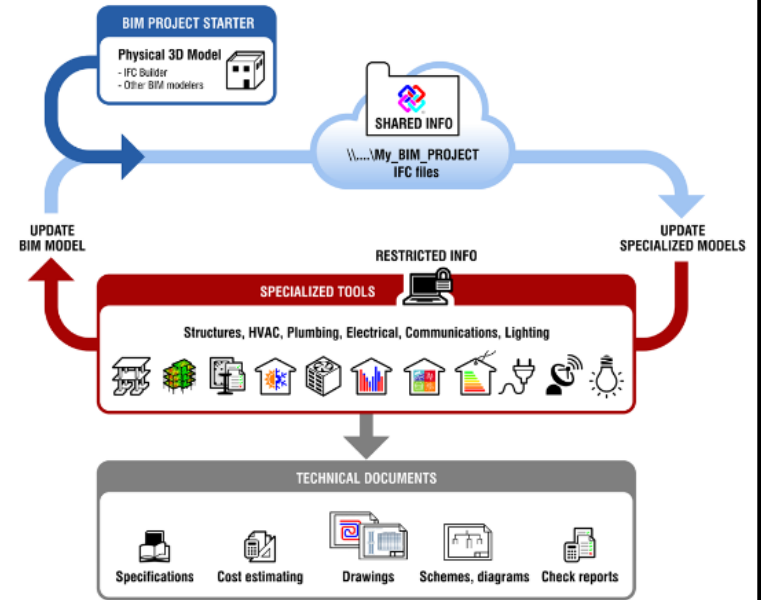 BIM PROJECT STARTER
Physical 3D Model
- IFC Builder
- Other BIM modelers
SHARED INFO
\\....\My_BIM_PROJECT
IFC files
UPDATE
BIM MODEL
UPDATE
SPECIALIZED MODELS
RESTRICTED INFO
SPECIALIZED TOOLS
Structures, HVAC, Plumbing, Electrical, Communications, Lighting
TECHNICAL DOCUMENTS
Specifications
Cost estimating
Drawings
Schemes, diagrams
Check reports